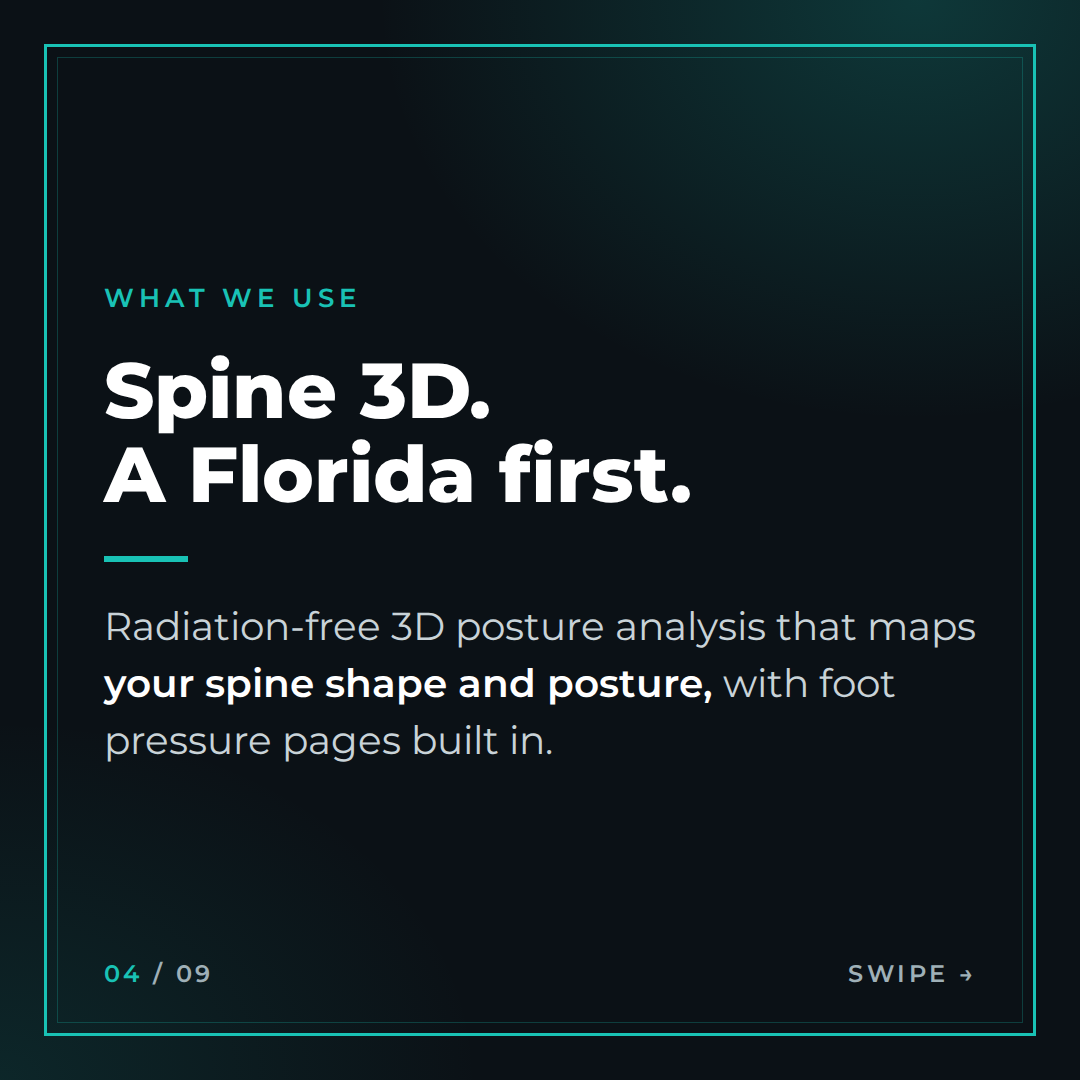 WHAT WE USE
Spine 3D.
A Florida first.
Radiation-free 3D posture analysis that maps
your spine shape and posture, with foot
pressure pages built in.
04 / 09
SWIPE →